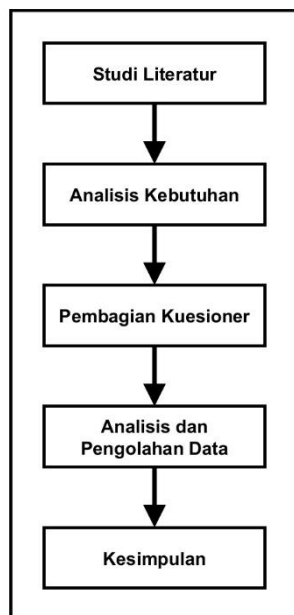 Studi Literatur
Analisis Kebutuhan
Pembagian Kuesioner
Analisis dan
Pengolahan Data
Kesimpulan